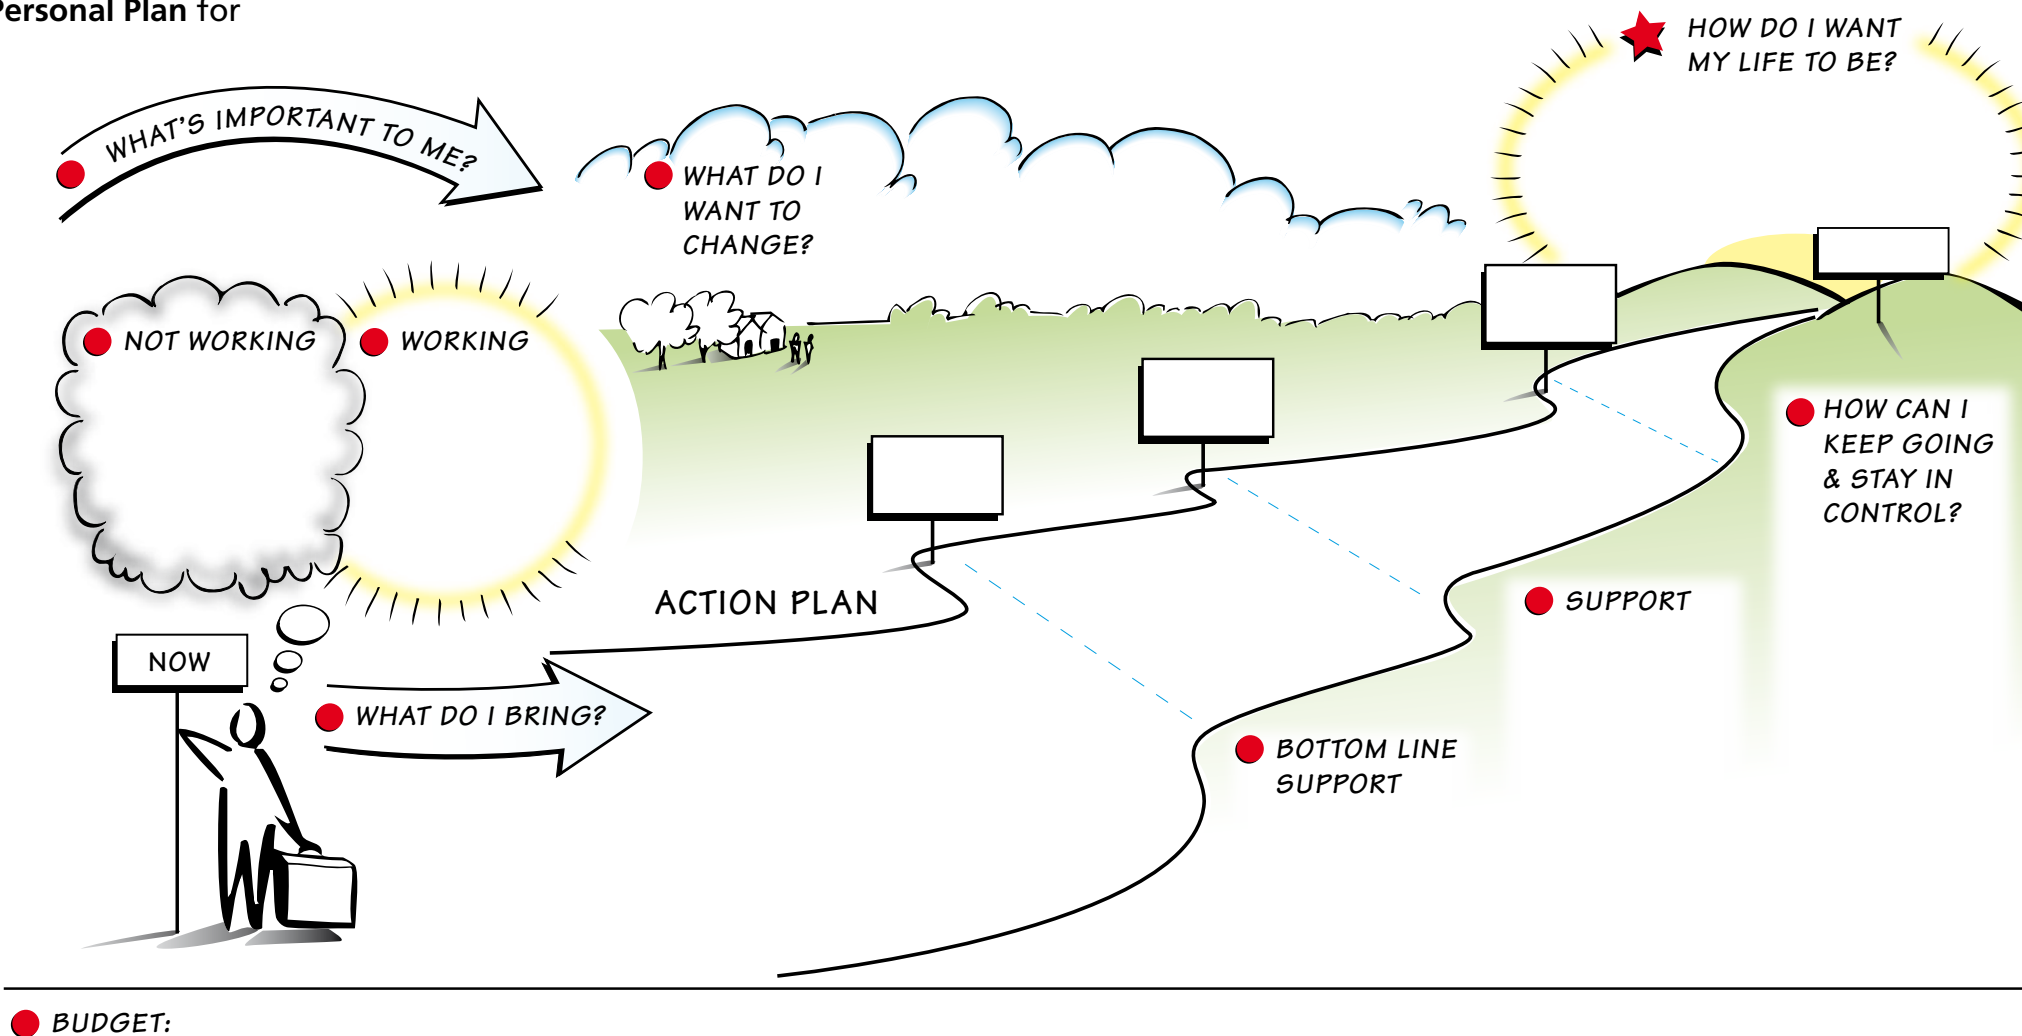 Personal Plan for
HOW DO I WANT
MY LIFE TO BE?
WHAT'S IMPORTANT TO ME?
WHAT DO I
WANT TO
CHANGE?
NOT WORKING
WORKING
HOW CAN I
KEEP GOING
& STAY IN
CONTROL?
ACTION PLAN
SUPPORT
NOW
WHAT DO I BRING?
BOTTOM LINE
SUPPORT
BUDGET: